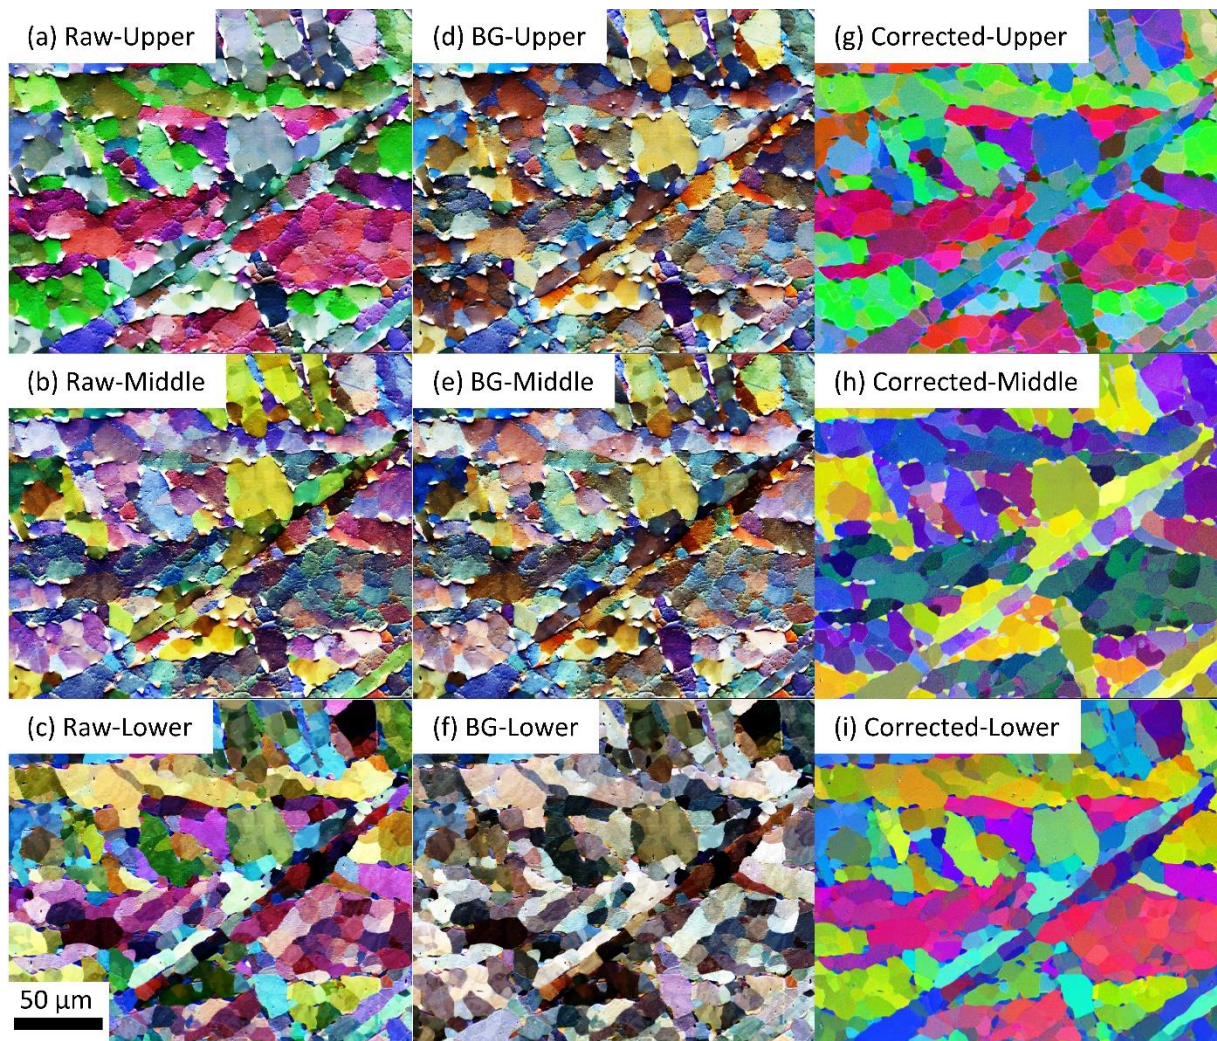 (a) Raw-Upper
(d) BG-Upper
(g) Corrected-Upper
(b) Raw-Middle
(e) BG-Middle
(h) Corrected-Middle
(c) Raw-Lower
(f) BG-Lower
(i) Corrected-Lower
50 µm